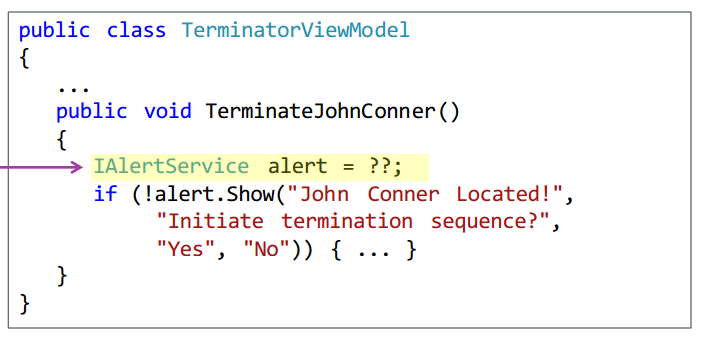 public class TerminatorViewModel
{
...
public void TerminateJohnConner()
{
IAlertService alert = ??;
if (!alert.Show("John Conner Located!",
"Initiate termination sequence?",
"Yes", "No")) { ... }
}
}